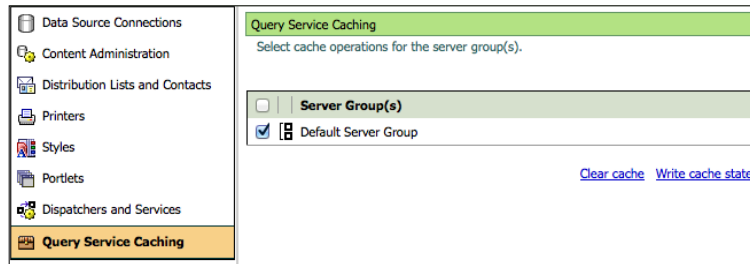 Data Source Connections
Content Administration
Distribution Lists and Contacts
Printers
Styles
Portlets
Dispatchers and Services
Query Service Caching
Query Service Caching
Select cache operations for the server group(s).
Server Group(s)
Default Server Group
Clear cache Write cache state